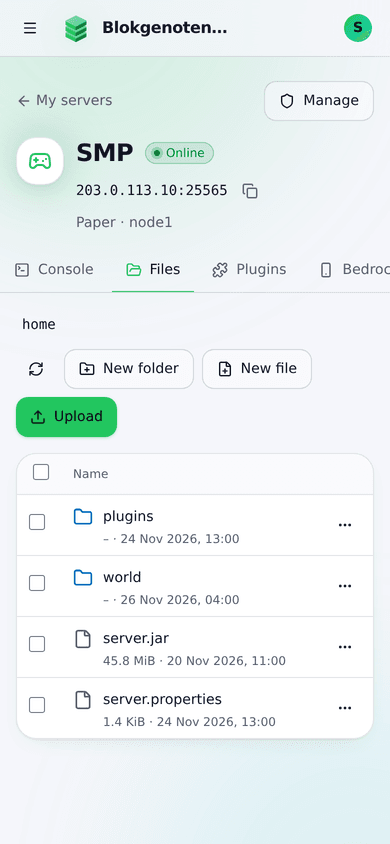 Blokgenoten...
S
My servers
Manage
SMP
Online
203.0.113.10:25565
Paper · node1
Console
Files
Plugins
Bedroc
home
New folder
New file
Upload
Name
plugins
– · 24 Nov 2026, 13:00
world
– · 26 Nov 2026, 04:00
server.jar
45.8 MiB · 20 Nov 2026, 11:00
server.properties
1.4 KiB · 24 Nov 2026, 13:00